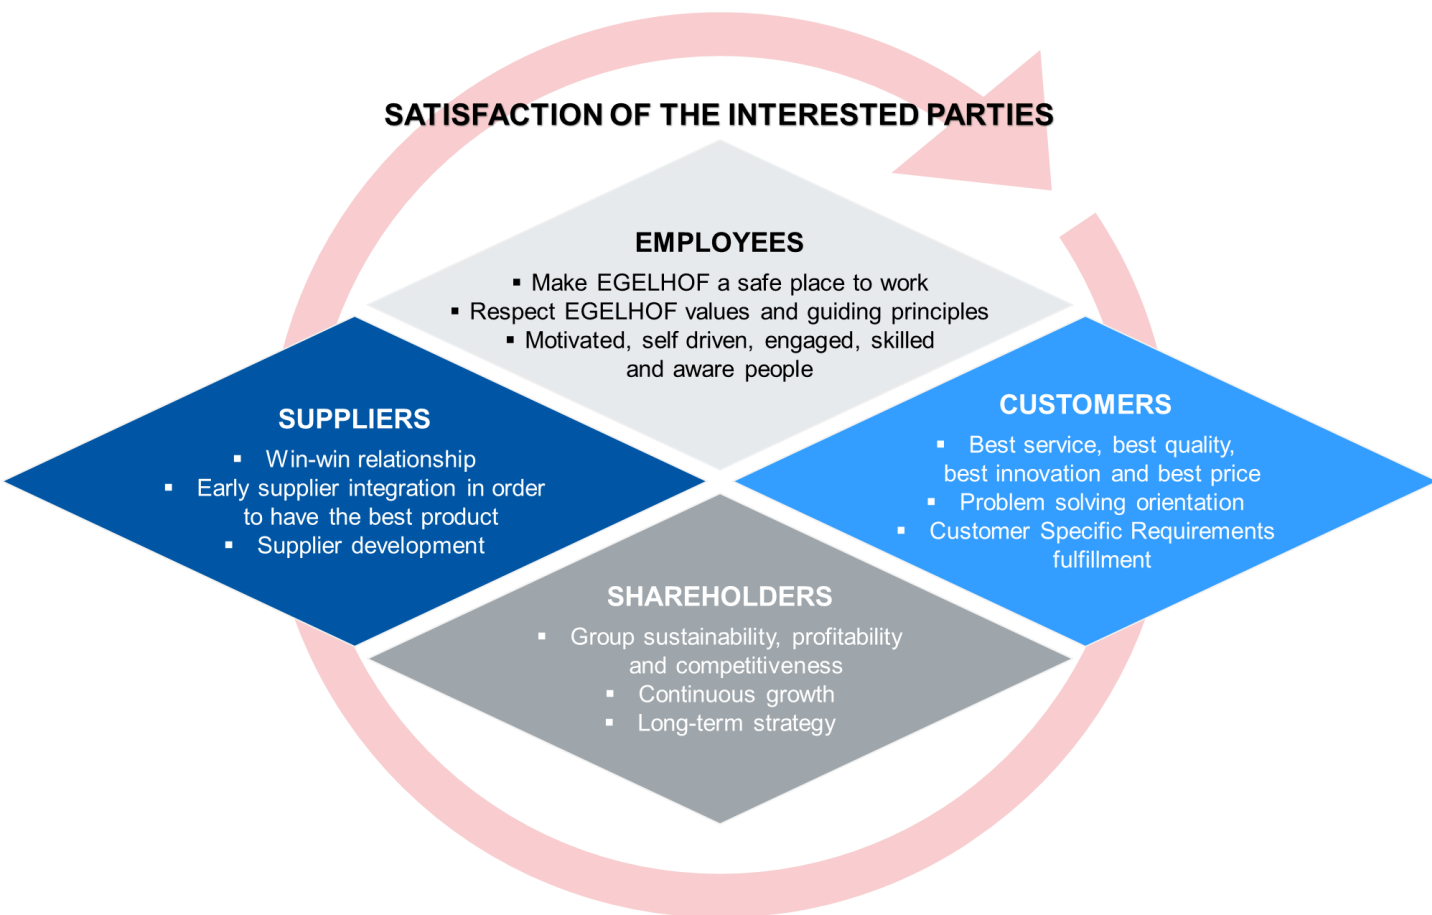 SATISFACTION OF THE INTERESTED PARTIES
EMPLOYEES
▪ Make EGELHOF a safe place to work
▪ Respect EGELHOF values and guiding principles
▪ Motivated, self driven, engaged, skilled
and aware people
SUPPLIERS
▪ Win-win relationship
▪ Early supplier integration in order
to have the best product
▪ Supplier development
CUSTOMERS
▪ Best service, best quality,
best innovation and best price
▪ Problem solving orientation
▪ Customer Specific Requirements
fulfillment
SHAREHOLDERS
▪ Group sustainability, profitability
and competitiveness
▪ Continuous growth
▪ Long-term strategy